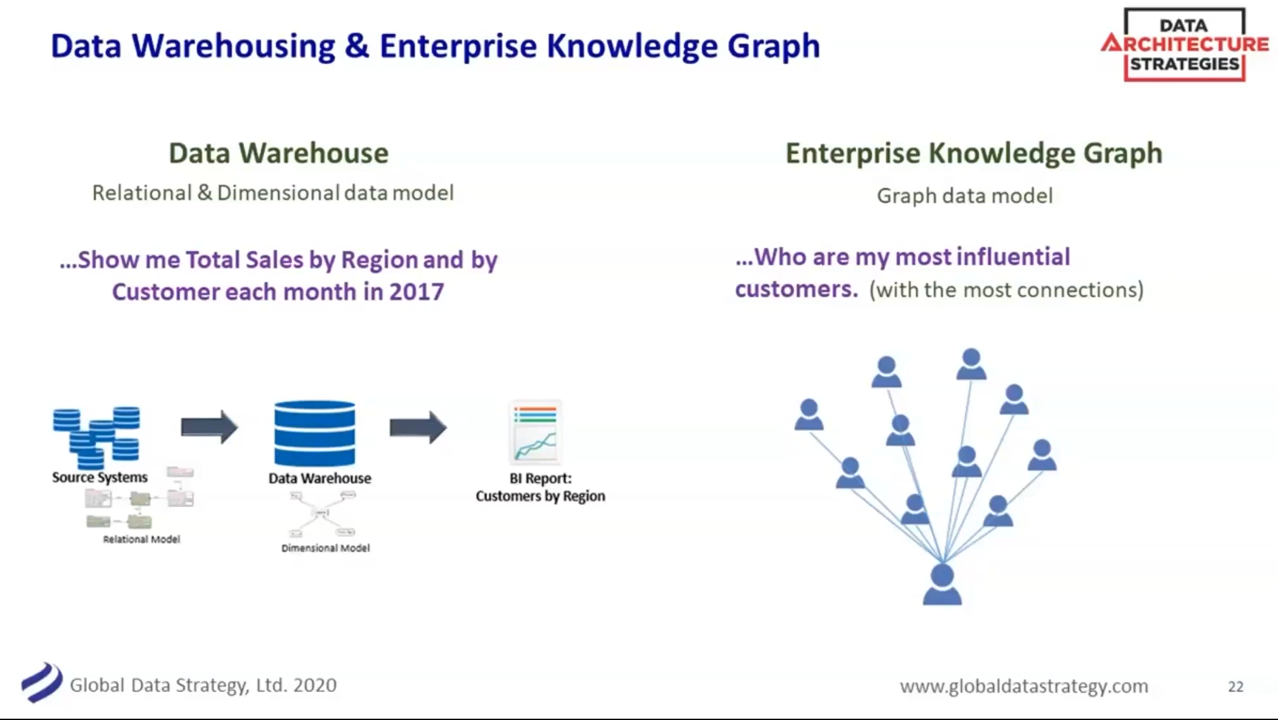 Data Warehousing & Enterprise Knowledge Graph
DATA
ARCHITECTURE
STRATEGIES
Data Warehouse
Relational & Dimensional data model
...Show me Total Sales by Region and by
Customer each month in 2017
Source Systems
Relational Model
Data Warehouse
Dimensional Model
BI Report:
Customers by Region
Enterprise Knowledge Graph
Graph data model
...Who are my most influential
customers. (with the most connections)
Global Data Strategy, Ltd. 2020
www.globaldatastrategy.com
22